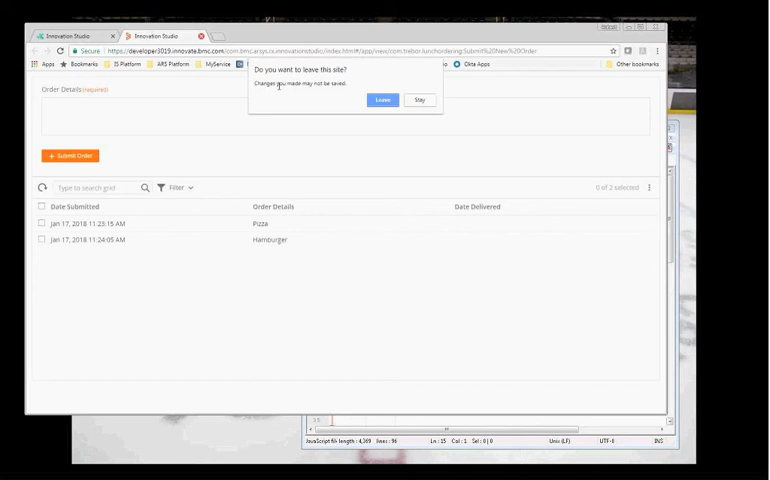 Innovation Studio
Innovation Studio
Secure
https://developer3019.innovate.bmc.com/com.bmc.arsys.rx.innovationstudio/index.html#/app/view/com.trebor.lunchordering:Submit%20New%20Order
Apps
Bookmarks
IS Platform
ARS Platform
MyService
Okta Apps
Other bookmarks
Do you want to leave this site?
Changes you made may not be saved.
Leave
Stay
Order Details (required)
+ Submit Order
Type to search grid
Filter
0 of 2 selected
Date Submitted
Order Details
Date Delivered
Jan 17, 2018 11:23:15 AM
Pizza
Jan 17, 2018 11:24:05 AM
Hamburger
35
JavaScript file
length : 4,369
lines : 96
Ln : 15
Col : 1
Sel : 0 | 0
Unix (LF)
UTF-8
INS